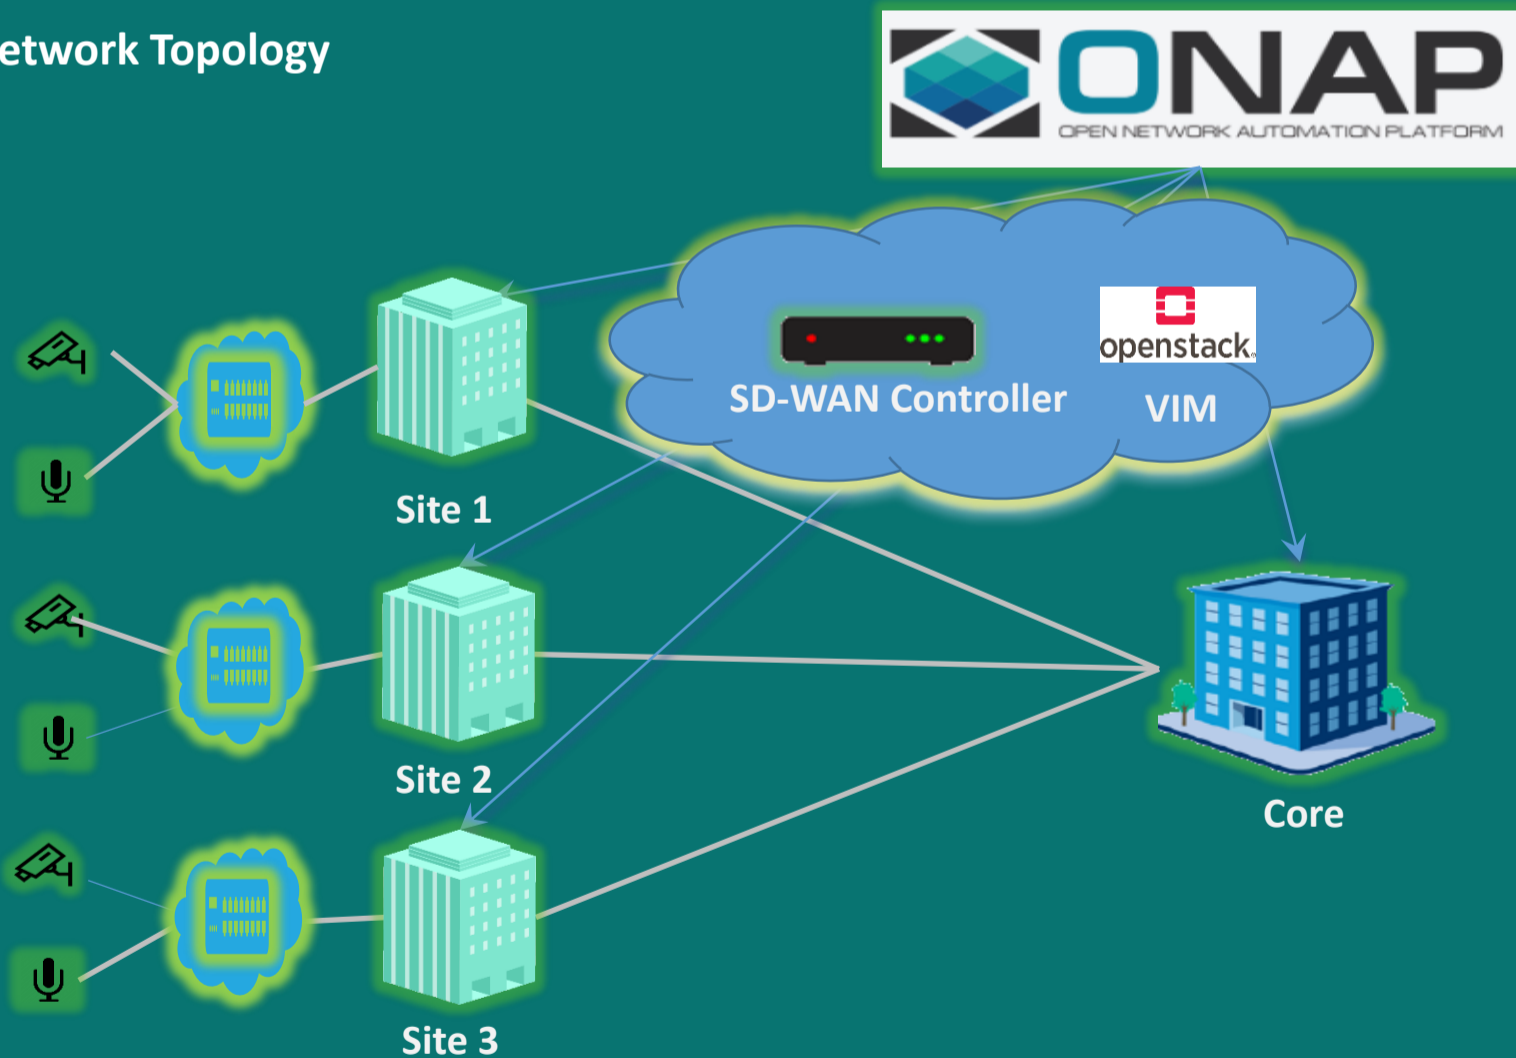 etwork Topology
ONAP
OPEN NETWORK AUTOMATION PLATFORM
openstack.
SD-WAN Controller
VIM
Site 1
Site 2
Core
Site 3